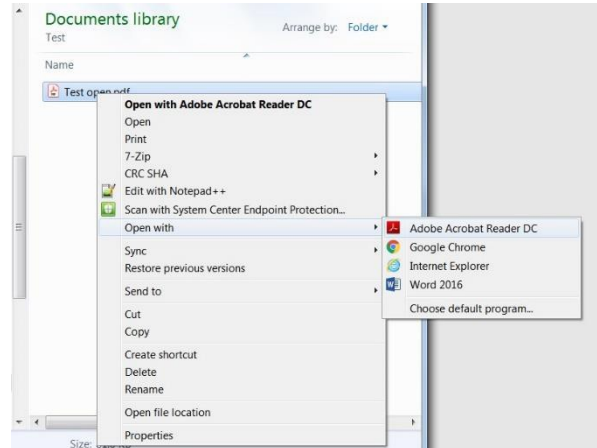 Documents library
Test
Arrange by: Folder
Name
Test open.pdf
Open with Adobe Acrobat Reader DC
Open
Print
7-Zip
CRC SHA
Edit with Notepad++
Scan with System Center Endpoint Protection...
Open with
Adobe Acrobat Reader DC
Google Chrome
Internet Explorer
Word 2016
Choose default program...
Sync
Restore previous versions
Send to
Cut
Copy
Create shortcut
Delete
Rename
Open file location
Properties
Size: